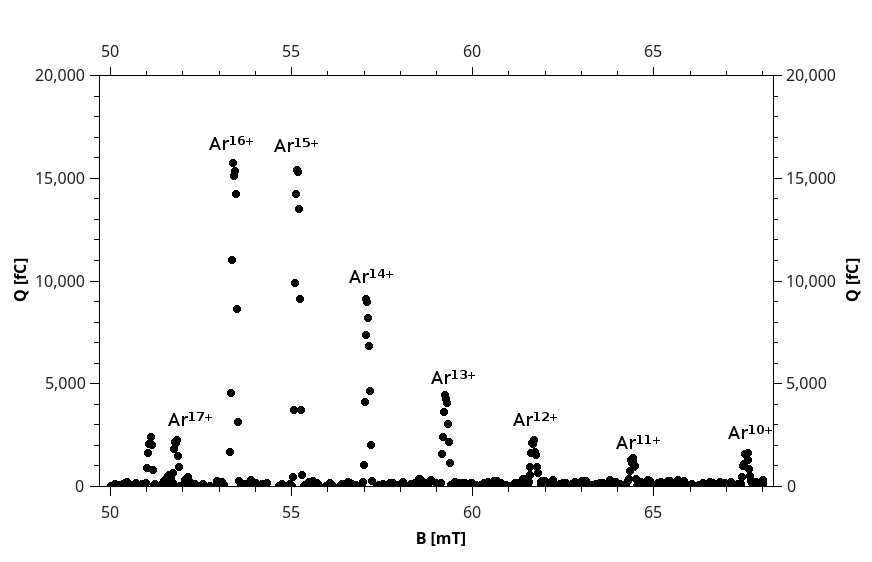 50 55 60 65
20,000 20,000
Ar16+ Ar15+
15,000 15,000
Ar14+
10,000 10,000
Q [fC] Q [fC]
Ar13+
5,000 5,000
Ar17+ Ar12+
Ar10+
Ar11+
0 0
50 55 60 65
B [mT]